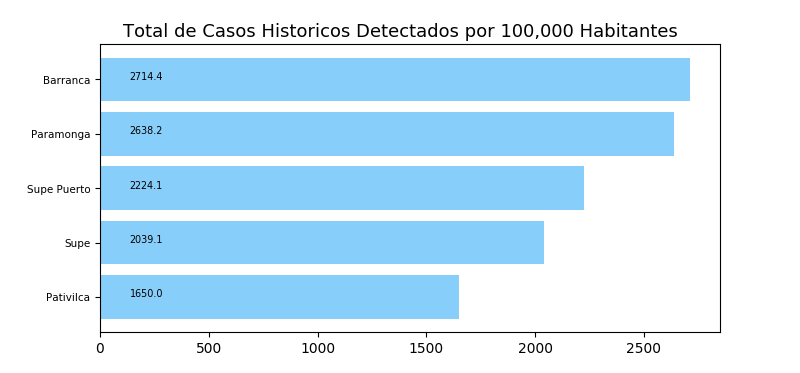 Total de Casos Historicos Detectados por 100,000 Habitantes
Barranca 2714.4
Paramonga 2638.2
Supe Puerto 2224.1
Supe 2039.1
Pativilca 1650.0
0 500 1000 1500 2000 2500